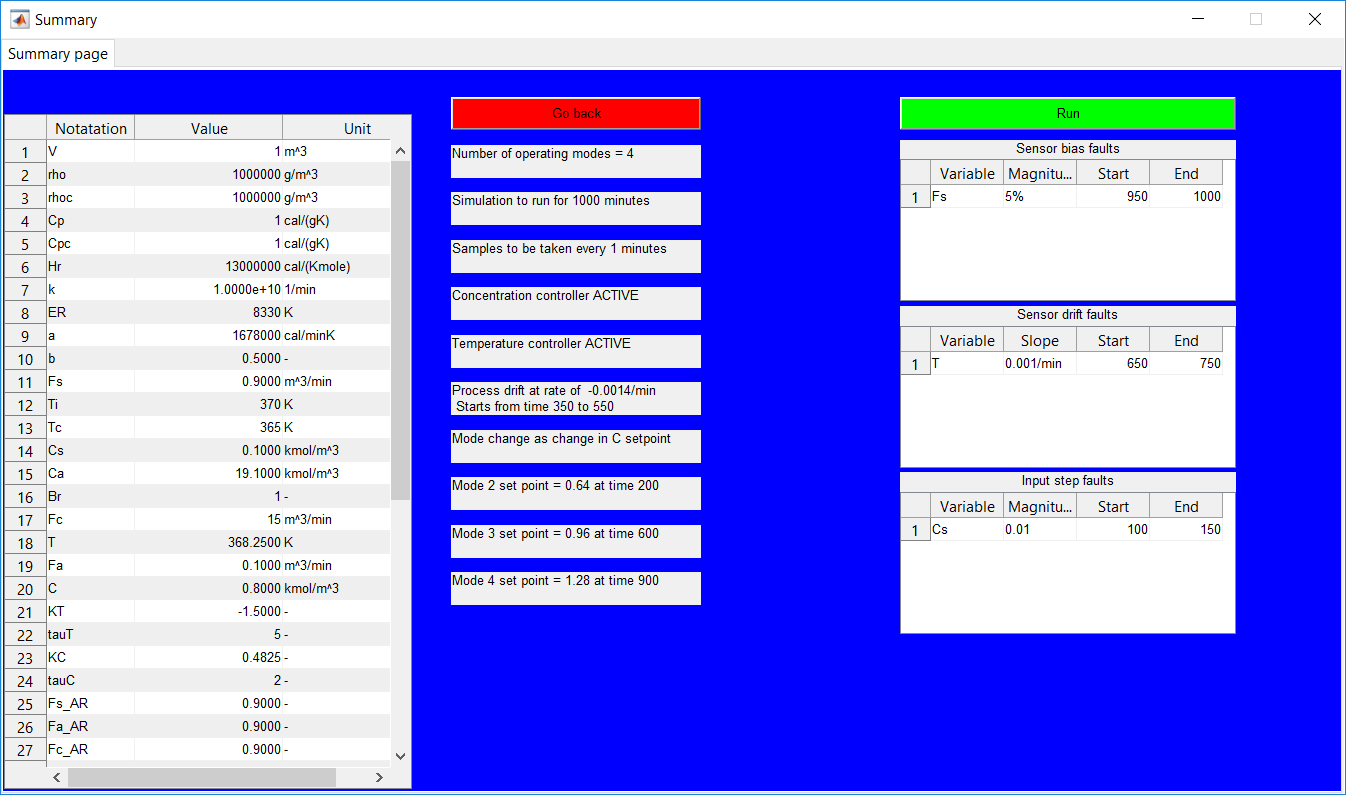 Summary
Summary page
Notatation Value Unit
1 V 1 m^3
2 rho 1000000 g/m^3
3 rhoc 1000000 g/m^3
4 Cp 1 cal/(gK)
5 Cpc 1 cal/(gK)
6 Hr 13000000 cal/(Kmole)
7 k 1.0000e+10 1/min
8 ER 8330 K
9 a 1678000 cal/minK
10 b 0.5000 -
11 Fs 0.9000 m^3/min
12 Ti 370 K
13 Tc 365 K
14 Cs 0.1000 kmol/m^3
15 Ca 19.1000 kmol/m^3
16 Br 1 -
17 Fc 15 m^3/min
18 T 368.2500 K
19 Fa 0.1000 m^3/min
20 C 0.8000 kmol/m^3
21 KT -1.5000 -
22 tauT 5 -
23 KC 0.4825 -
24 tauC 2 -
25 Fs_AR 0.9000 -
26 Fa_AR 0.9000 -
27 Fc_AR 0.9000 -
Go back
Number of operating modes = 4
Simulation to run for 1000 minutes
Samples to be taken every 1 minutes
Concentration controller ACTIVE
Temperature controller ACTIVE
Process drift at rate of -0.0014/min
Starts from time 350 to 550
Mode change as change in C setpoint
Mode 2 set point = 0.64 at time 200
Mode 3 set point = 0.96 at time 600
Mode 4 set point = 1.28 at time 900
Run
Sensor bias faults
Variable Magnitu... Start End
1 Fs 5% 950 1000
Sensor drift faults
Variable Slope Start End
1 T 0.001/min 650 750
Input step faults
Variable Magnitu... Start End
1 Cs 0.01 100 150